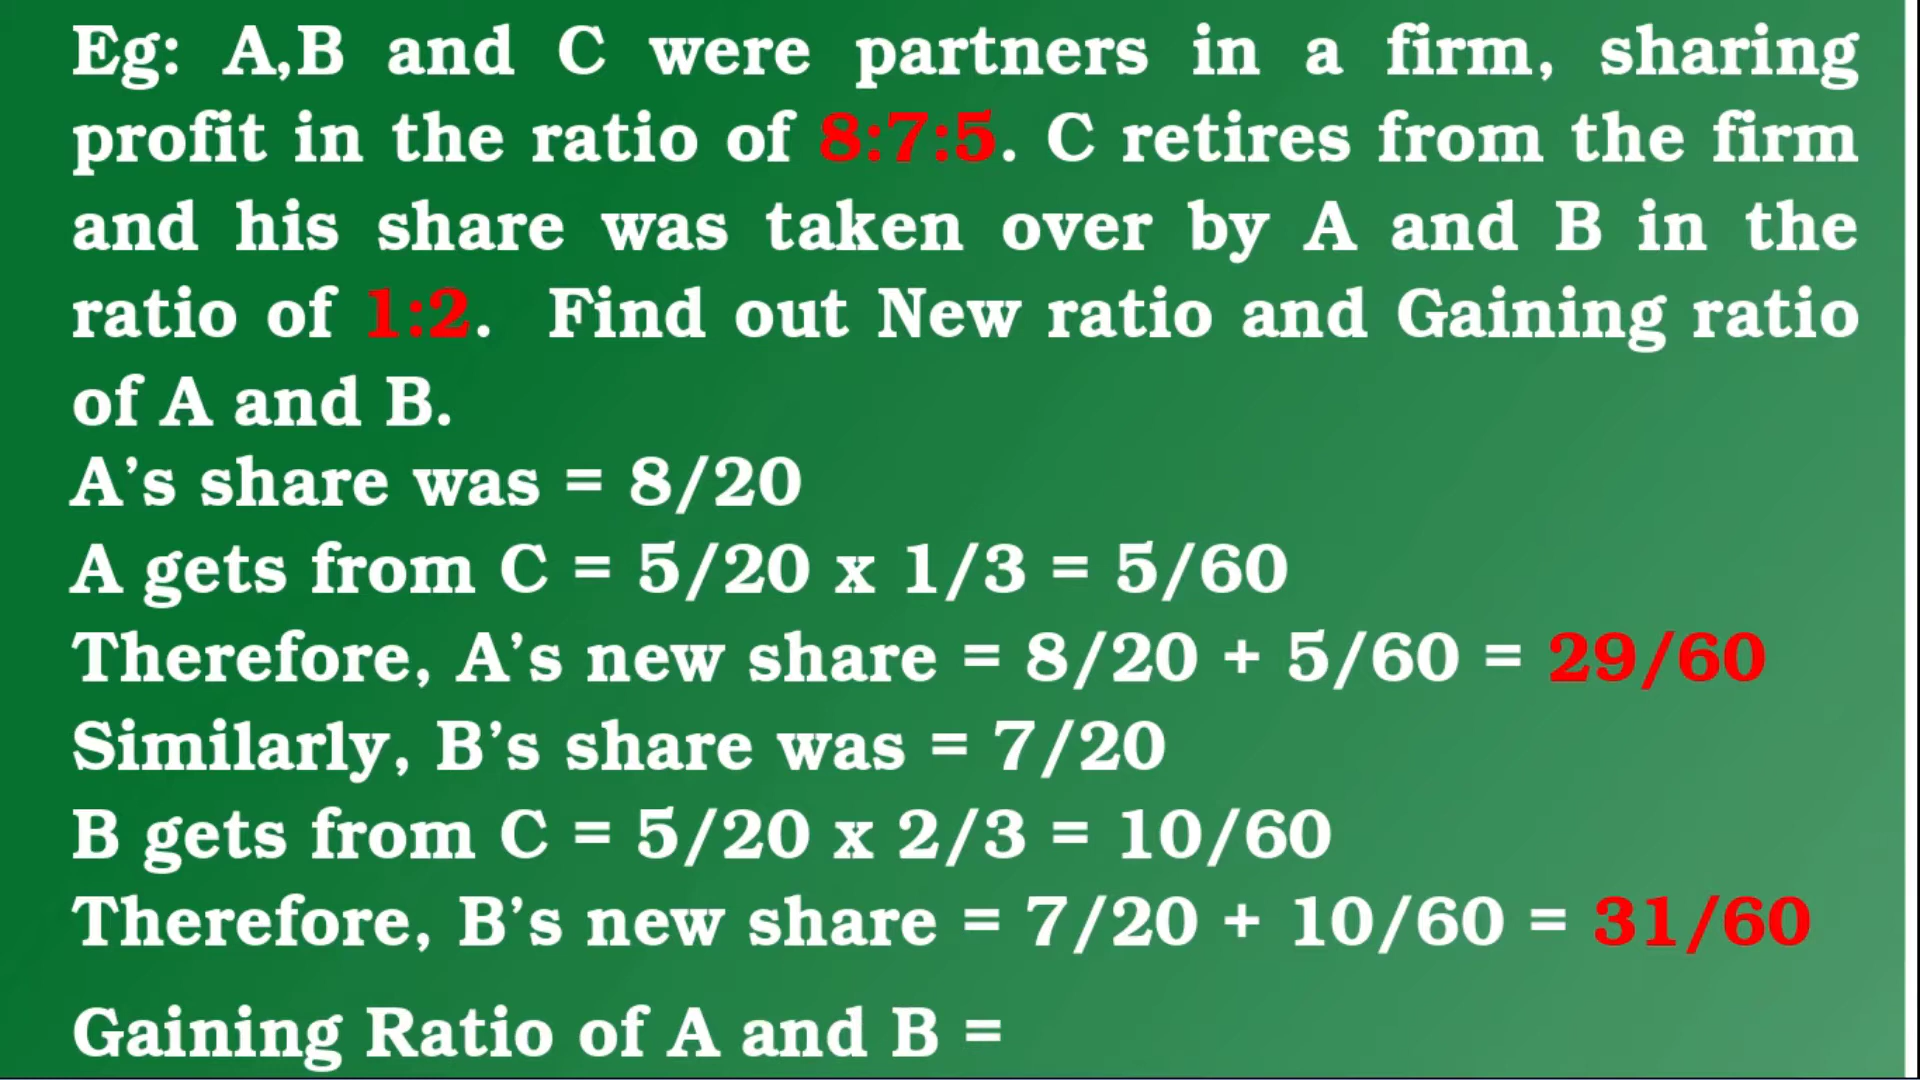 Eg: A,B and C were partners in a firm, sharing
profit in the ratio of 8:7:5. C retires from the firm
and his share was taken over by A and B in the
ratio of 1:2. Find out New ratio and Gaining ratio
of A and B.
A’s share was = 8/20
A gets from C = 5/20 x 1/3 = 5/60
Therefore, A’s new share = 8/20 + 5/60 = 29/60
Similarly, B’s share was = 7/20
B gets from C = 5/20 x 2/3 = 10/60
Therefore, B’s new share = 7/20 + 10/60 = 31/60
Gaining Ratio of A and B =